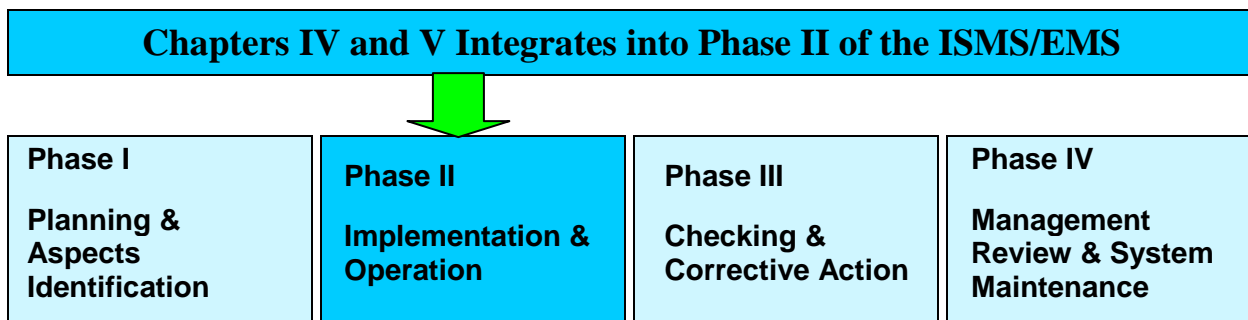 Chapters IV and V Integrates into Phase II of the ISMS/EMS
Phase I
Planning &
Aspects
Identification
Phase II
Implementation &
Operation
Phase III
Checking &
Corrective Action
Phase IV
Management
Review & System
Maintenance